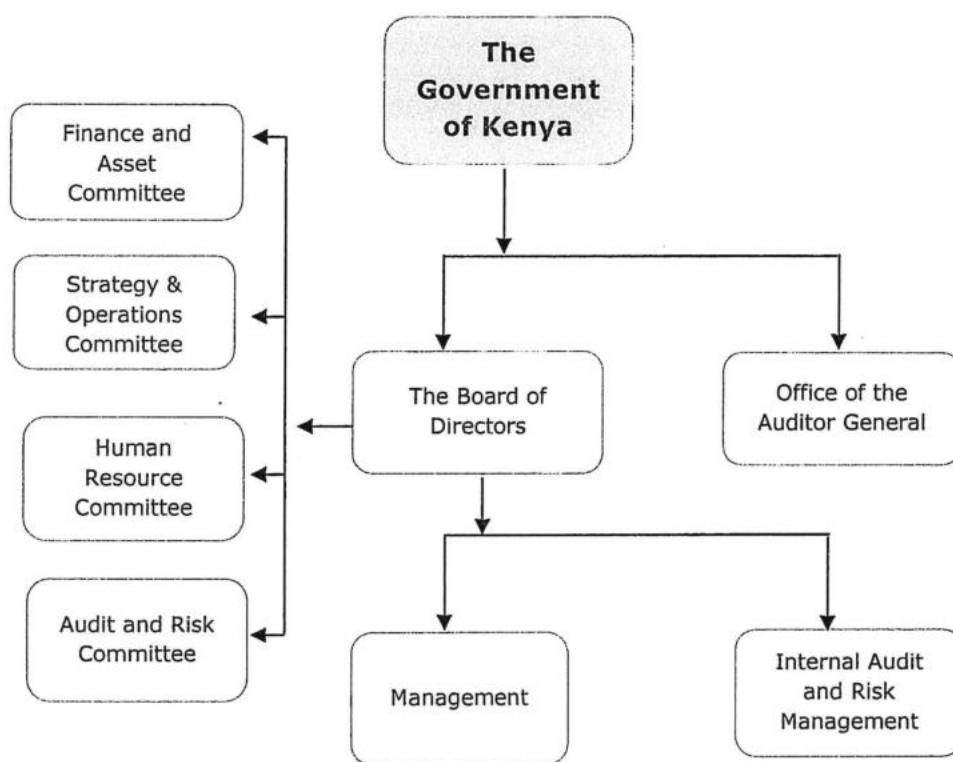 The
Government
of Kenya
Finance and
Asset
Committee
Strategy &
Operations
Committee
Human
Resource
Committee
Audit and Risk
Committee
The Board of
Directors
Office of the
Auditor General
Management
Internal Audit
and Risk
Management